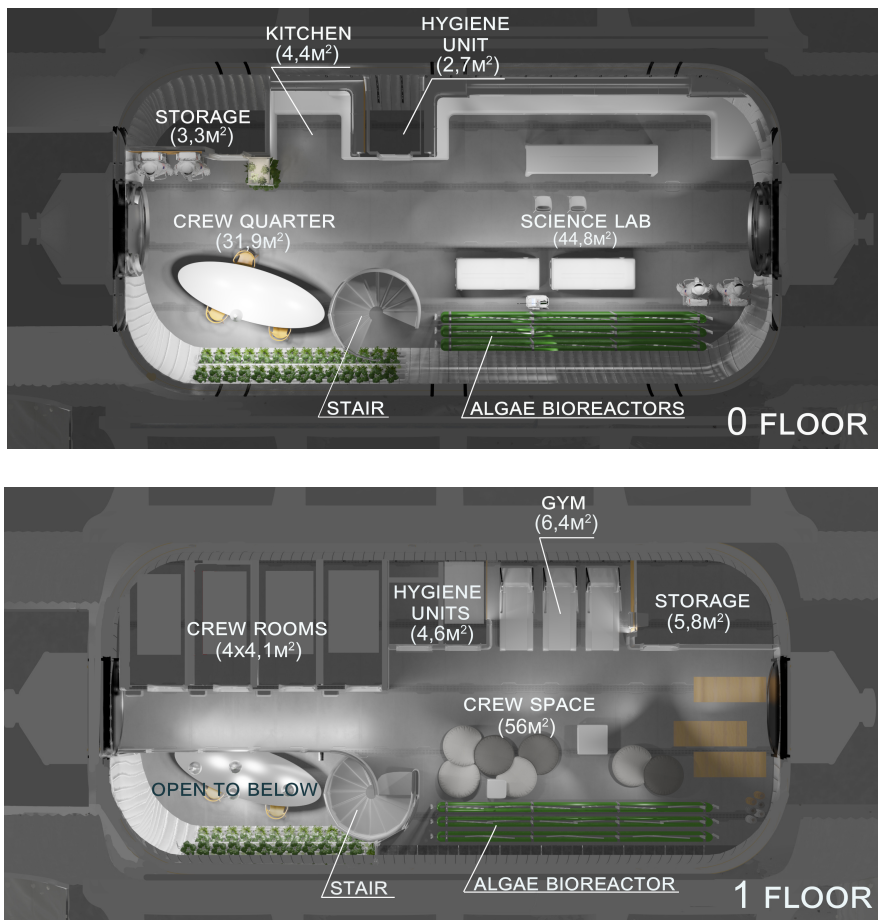 KITCHEN
(4,4м²)
HYGIENE
UNIT
(2,7м²)
STORAGE
(3,3м²)
CREW QUARTER
(31,9м²)
SCIENCE LAB
(44,8м²)
STAIR
ALGAE BIOREACTORS
0 FLOOR
GYM
(6,4м²)
HYGIENE
UNITS
(4,6м²)
STORAGE
(5,8м²)
CREW ROOMS
(4х4,1м²)
CREW SPACE
(56м²)
OPEN TO BELOW
STAIR
ALGAE BIOREACTOR
1 FLOOR